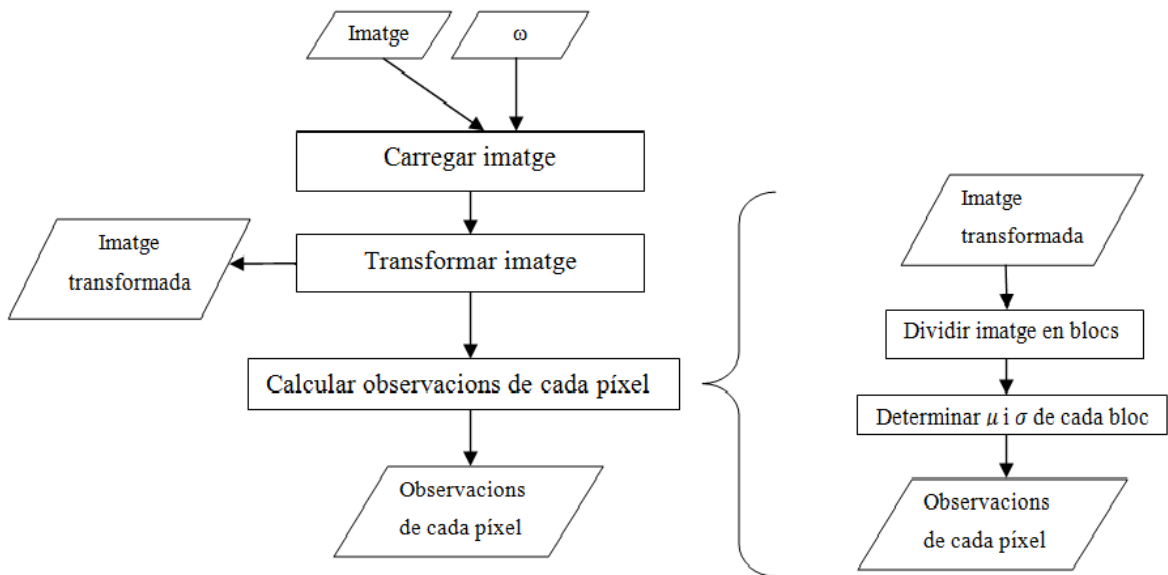 Imatge
ω
Carregar imatge
Imatge
transformada
Transformar imatge
Calcular observacions de cada píxel
Observacions
de cada píxel
Imatge
transformada
Dividir imatge en blocs
Determinar μ i σ de cada bloc
Observacions
de cada píxel